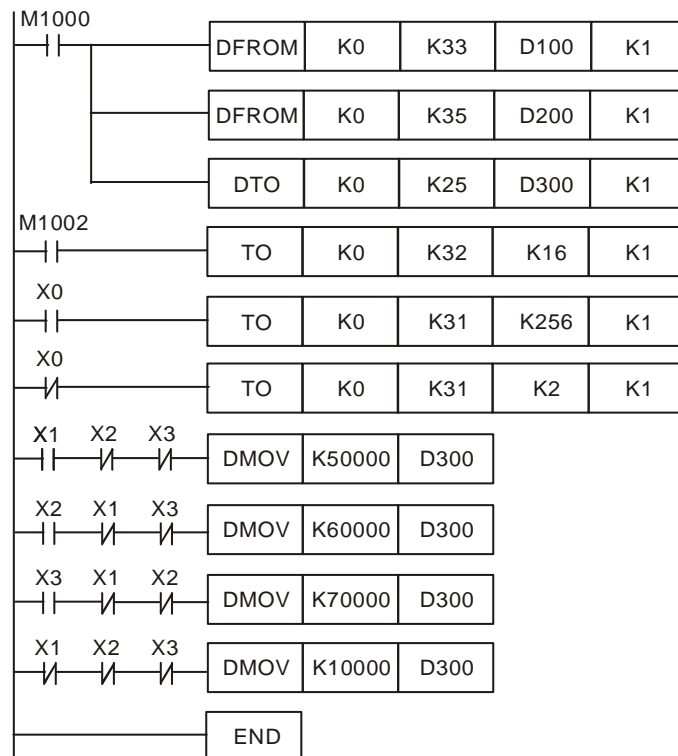 M1000
DFROM K0 K33 D100 K1
DFROM K0 K35 D200 K1
DTO K0 K25 D300 K1
M1002
TO K0 K32 K16 K1
X0
TO K0 K31 K256 K1
X0
TO K0 K31 K2 K1
X1 X2 X3
DMOV K50000 D300
X2 X1 X3
DMOV K60000 D300
X3 X1 X2
DMOV K70000 D300
X1 X2 X3
DMOV K10000 D300
END